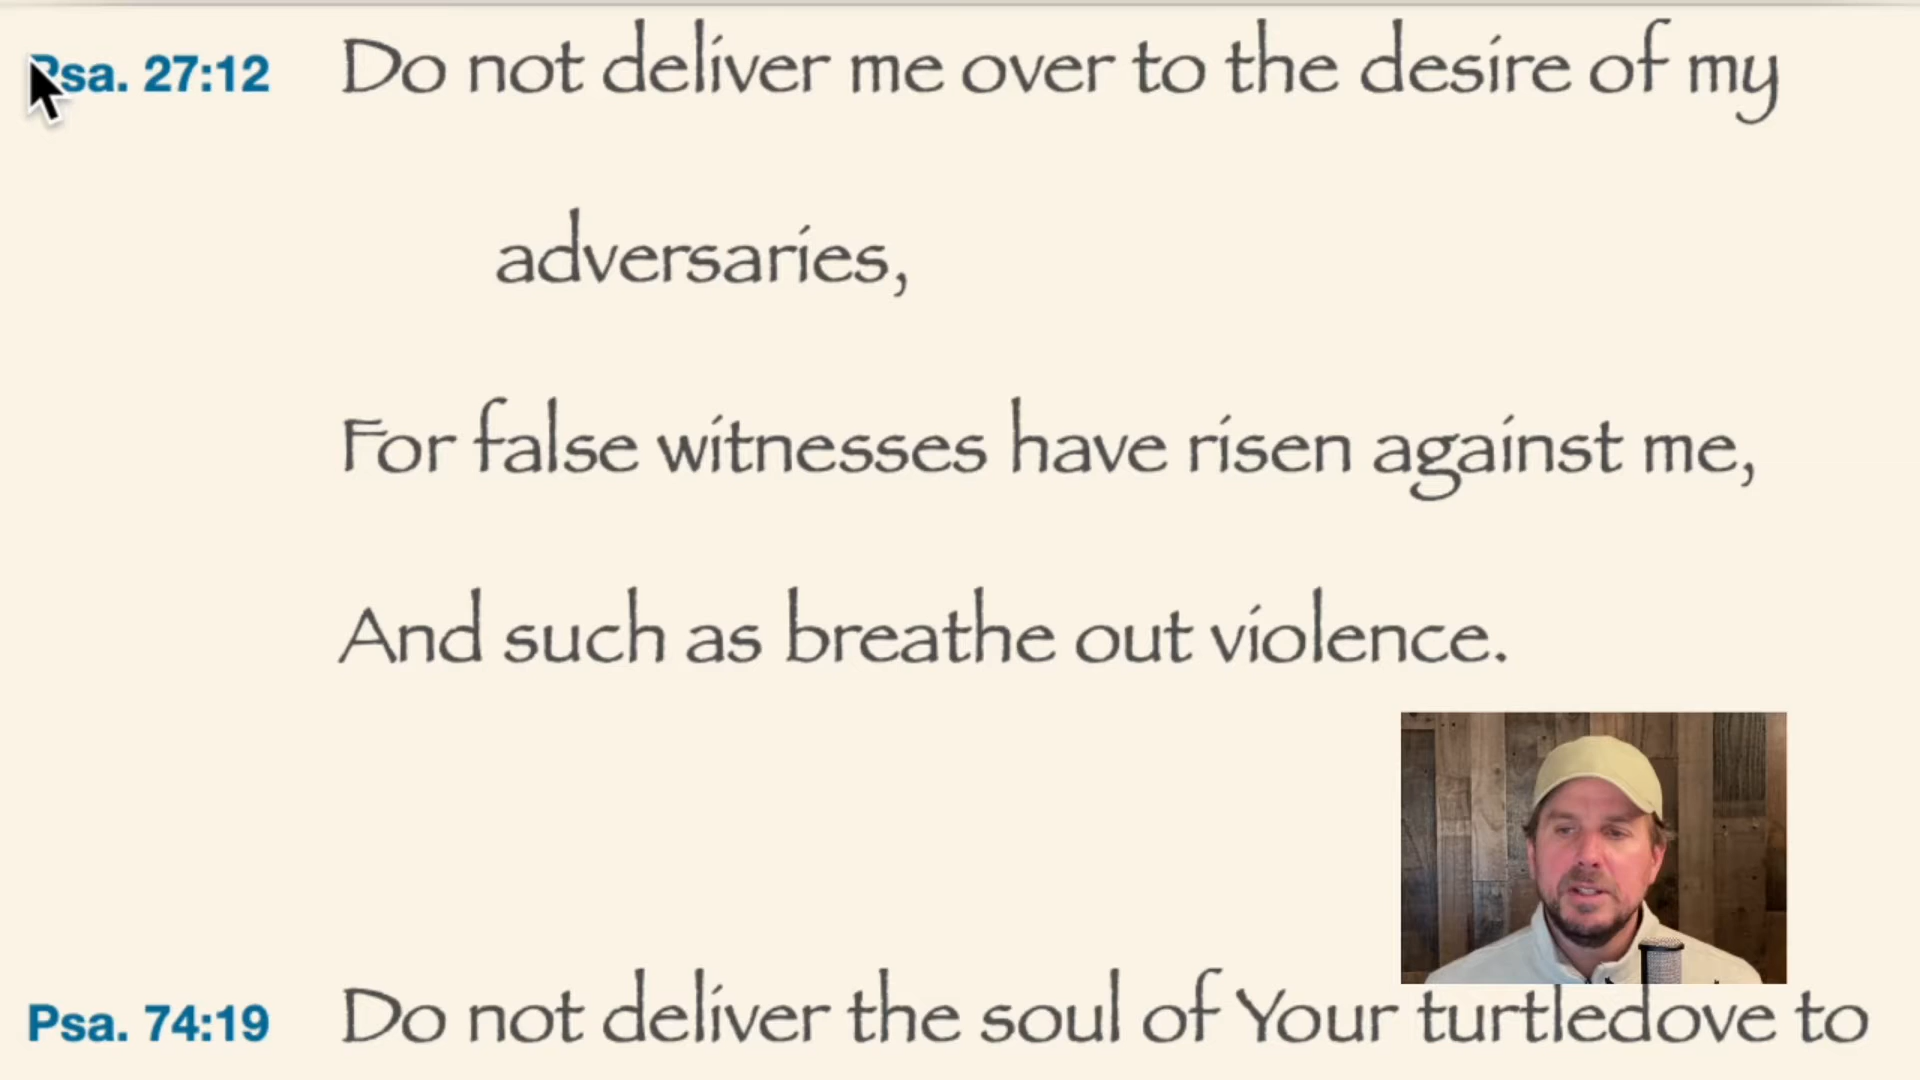 Psa. 27:12 Do not deliver me over to the desire of my
adversaries,
For false witnesses have risen against me,
And such as breathe out violence.
Psa. 74:19 Do not deliver the soul of Your turtledove to